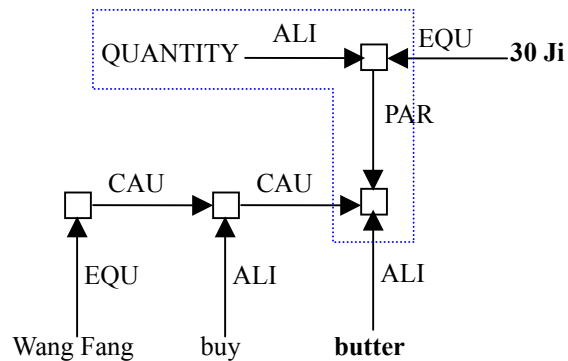 QUANTITY ALI EQU 30 Ji
PAR
CAU CAU
EQU ALI ALI
Wang Fang buy butter